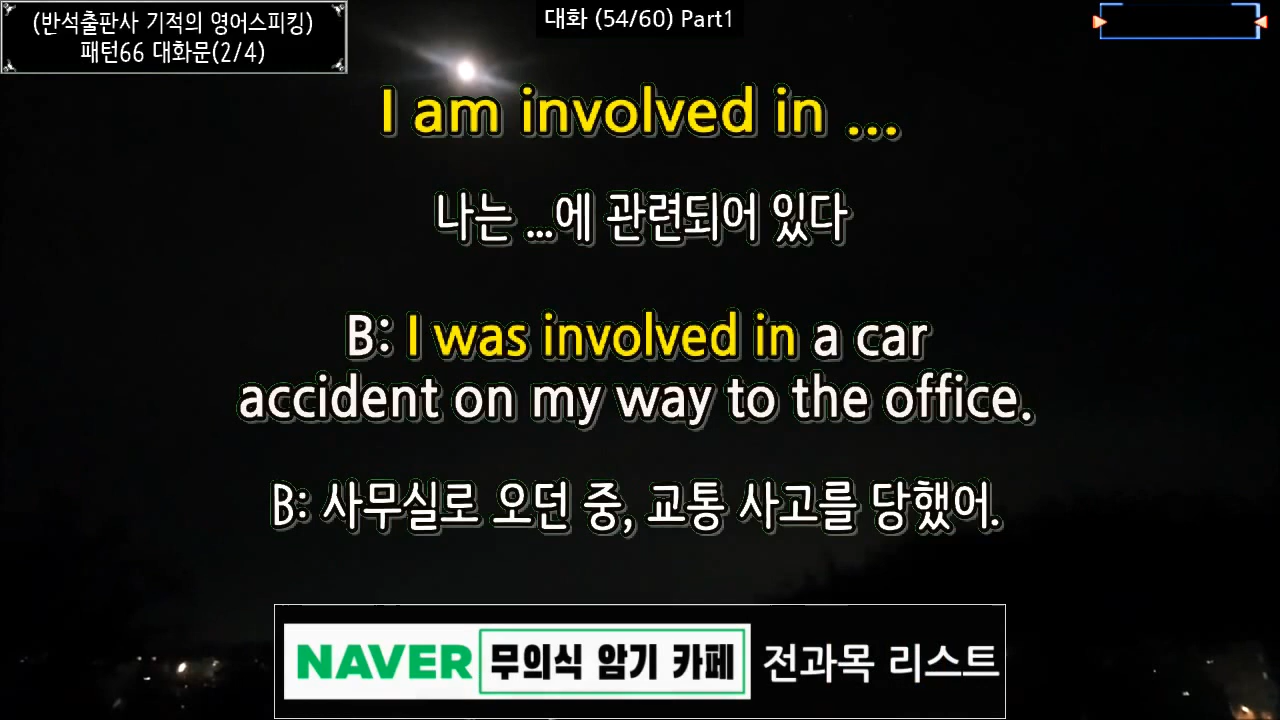 (반석출판사 기적의 영어스피킹)
패턴66 대화문(2/4)
대화 (54/60) Part1
I am involved in ...
나는 ...에 관련되어 있다
B: I was involved in a car
accident on my way to the office.
B: 사무실로 오던 중, 교통 사고를 당했어.
NAVER 무의식 암기 카페 전과목 리스트